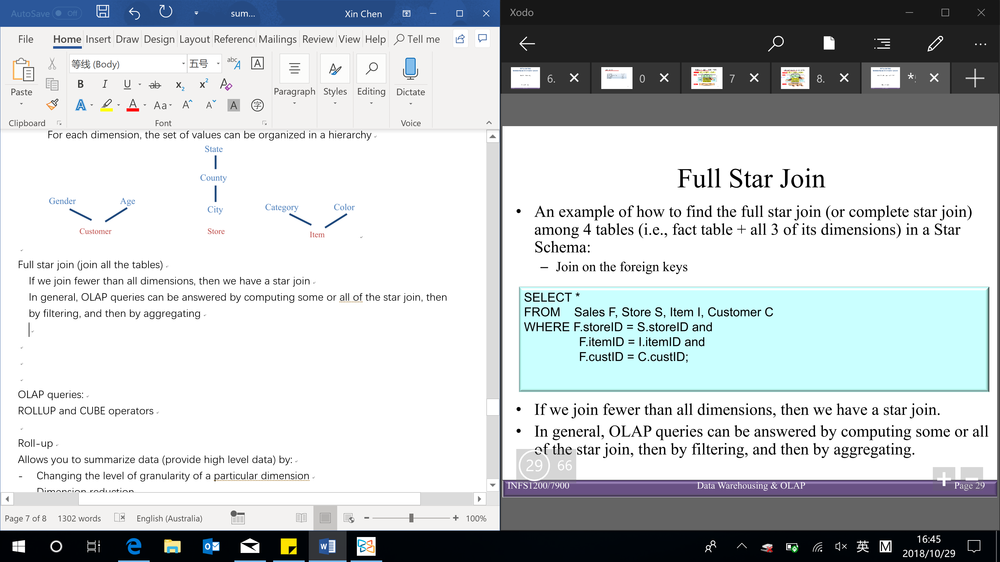 AutoSave Off sum... Xin Chen
File Home Insert Draw Design Layout Referenc Mailings Review View Help Tell me
等线 (Body) 五号 abc A A
Paste B I U ab x2 x2 A Paragraph Styles Editing Dictate
A A Aa A A A 字
Clipboard Font Voice
For each dimension, the set of values can be organized in a hierarchy
State
County
Gender Age
City
Category Color
Customer Store Item
Full star join (join all the tables)
If we join fewer than all dimensions, then we have a star join
In general, OLAP queries can be answered by computing some or all of the star join, then
by filtering, and then by aggregating
OLAP queries:
ROLLUP and CUBE operators
Roll-up
Allows you to summarize data (provide high level data) by:
- Changing the level of granularity of a particular dimension
Dimension reduction
Page 7 of 8 1302 words English (Australia) 100%
Xodo
6. 0 7 8. *
Full Star Join
• An example of how to find the full star join (or complete star join)
among 4 tables (i.e., fact table + all 3 of its dimensions) in a Star
Schema:
– Join on the foreign keys
SELECT *
FROM Sales F, Store S, Item I, Customer C
WHERE F.storeID = S.storeID and
F.itemID = I.itemID and
F.custID = C.custID;
• If we join fewer than all dimensions, then we have a star join.
• In general, OLAP queries can be answered by computing some or all
of the star join, then by filtering, and then by aggregating.
29 66
INFS1200/7900 Data Warehousing & OLAP Page 29
英 M 16:45
2018/10/29